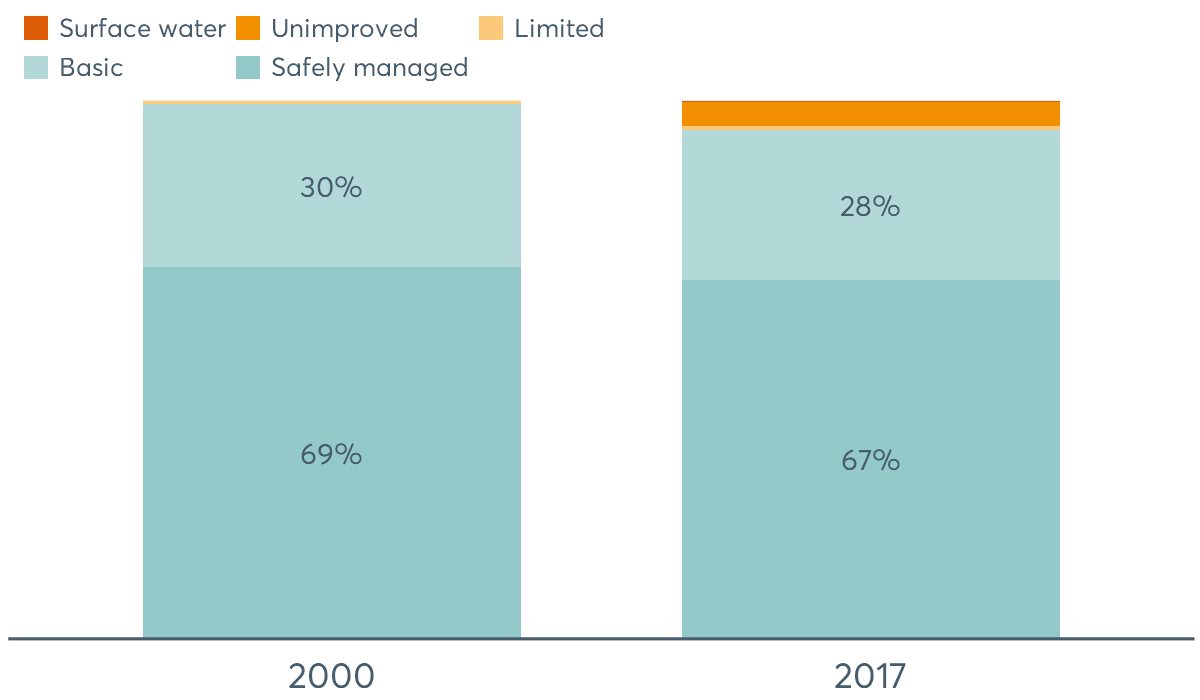 Surface water Unimproved Limited
Basic Safely managed
30%
28%
69%
67%
2000 2017